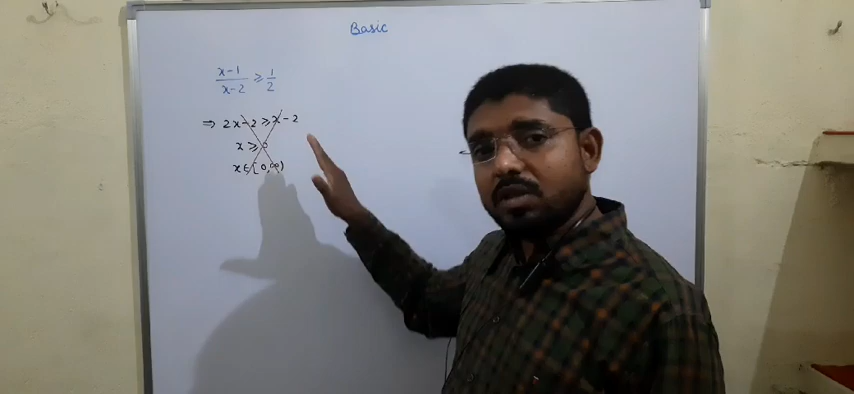 Basic
x-1/x-2 ≥ 1/2
⇒ 2x-2 ≥ x-2
x ≥ 0
x ∈ [0,∞)